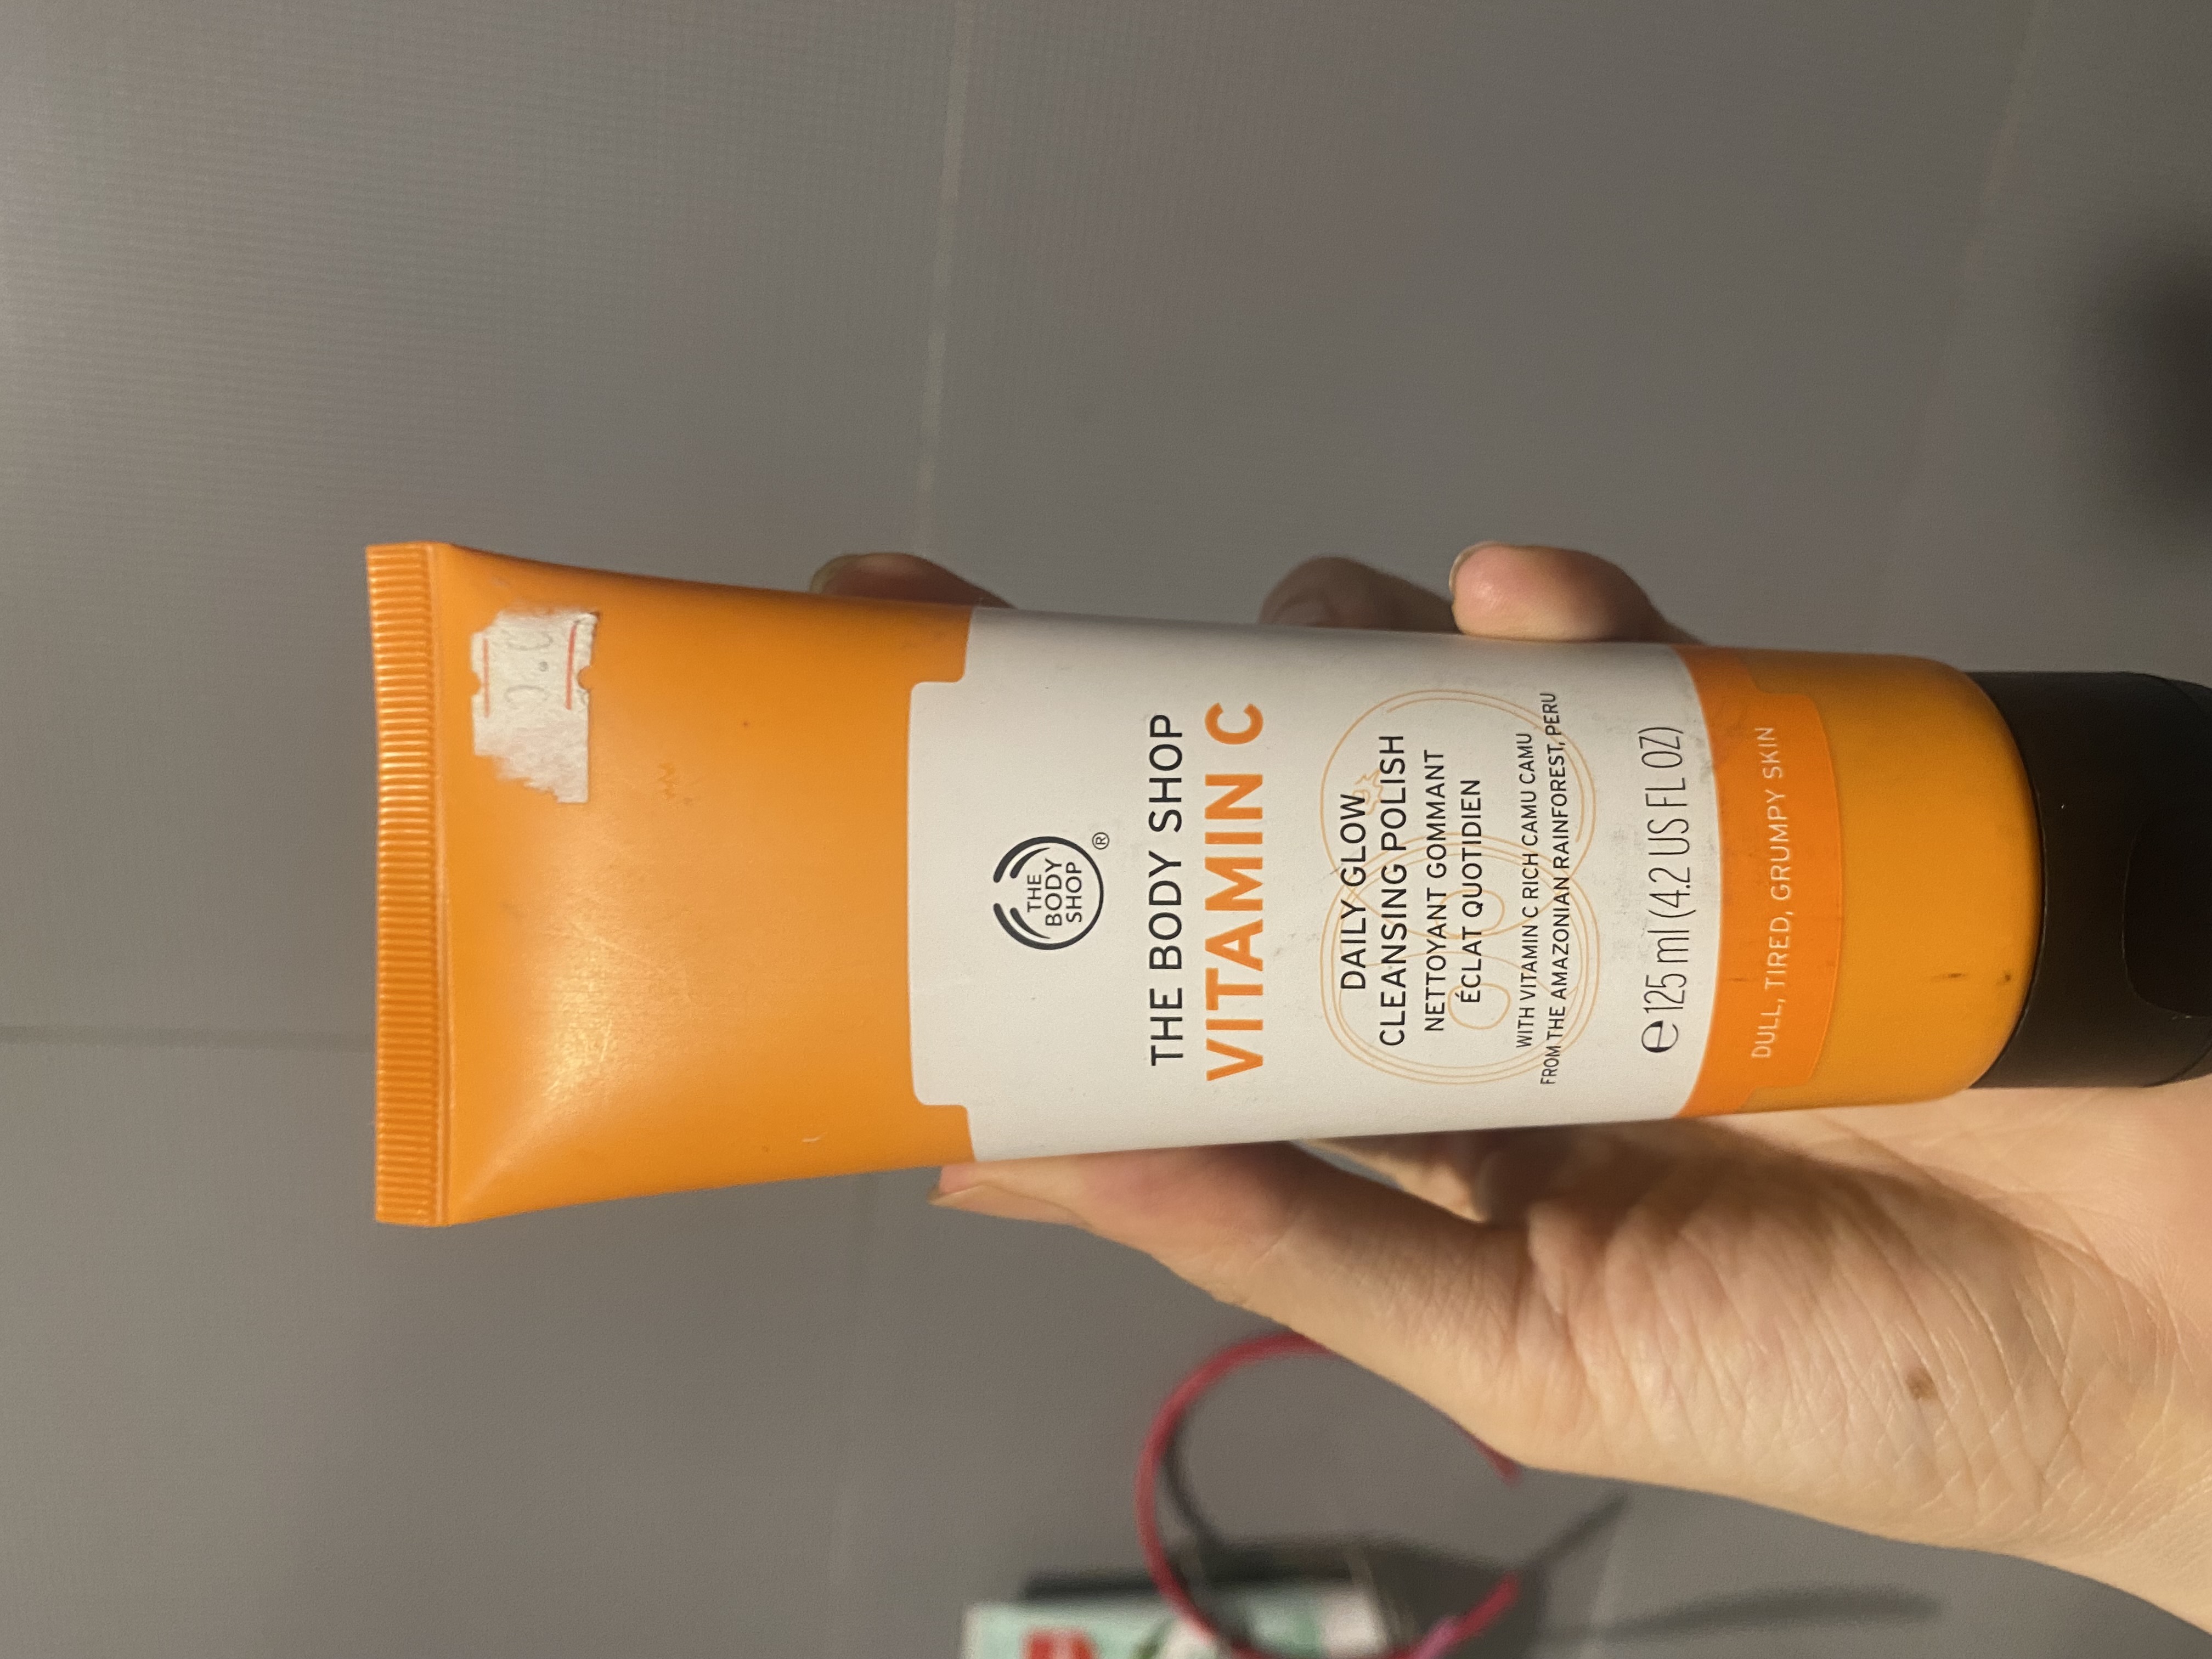 THE
BODY
SHOP
®
THE BODY SHOP
VITAMIN C
DAILY GLOW
CLEANSING POLISH
NETTOYANT GOMMANT
ÉCLAT QUOTIDIEN
WITH VITAMIN C RICH CAMU CAMU
FROM THE AMAZONIAN RAINFOREST, PERU
℮ 125 ml (4.2 US FL OZ)
DULL, TIRED, GRUMPY SKIN